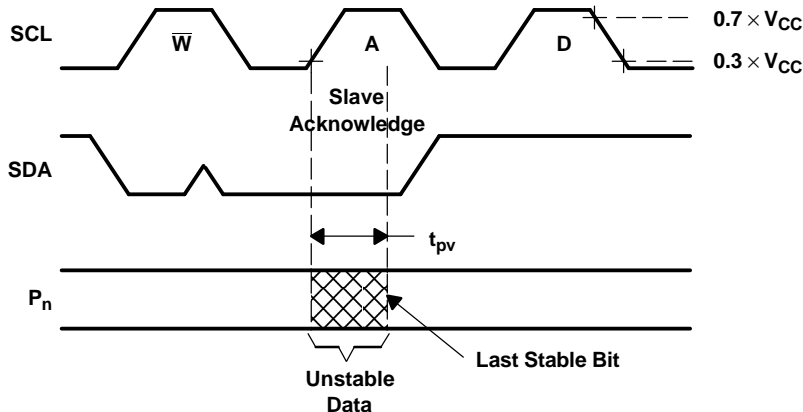 SCL
W̅
A
D
0.7 × VCC
0.3 × VCC
Slave
Acknowledge
SDA
tpv
Pn
Last Stable Bit
Unstable
Data